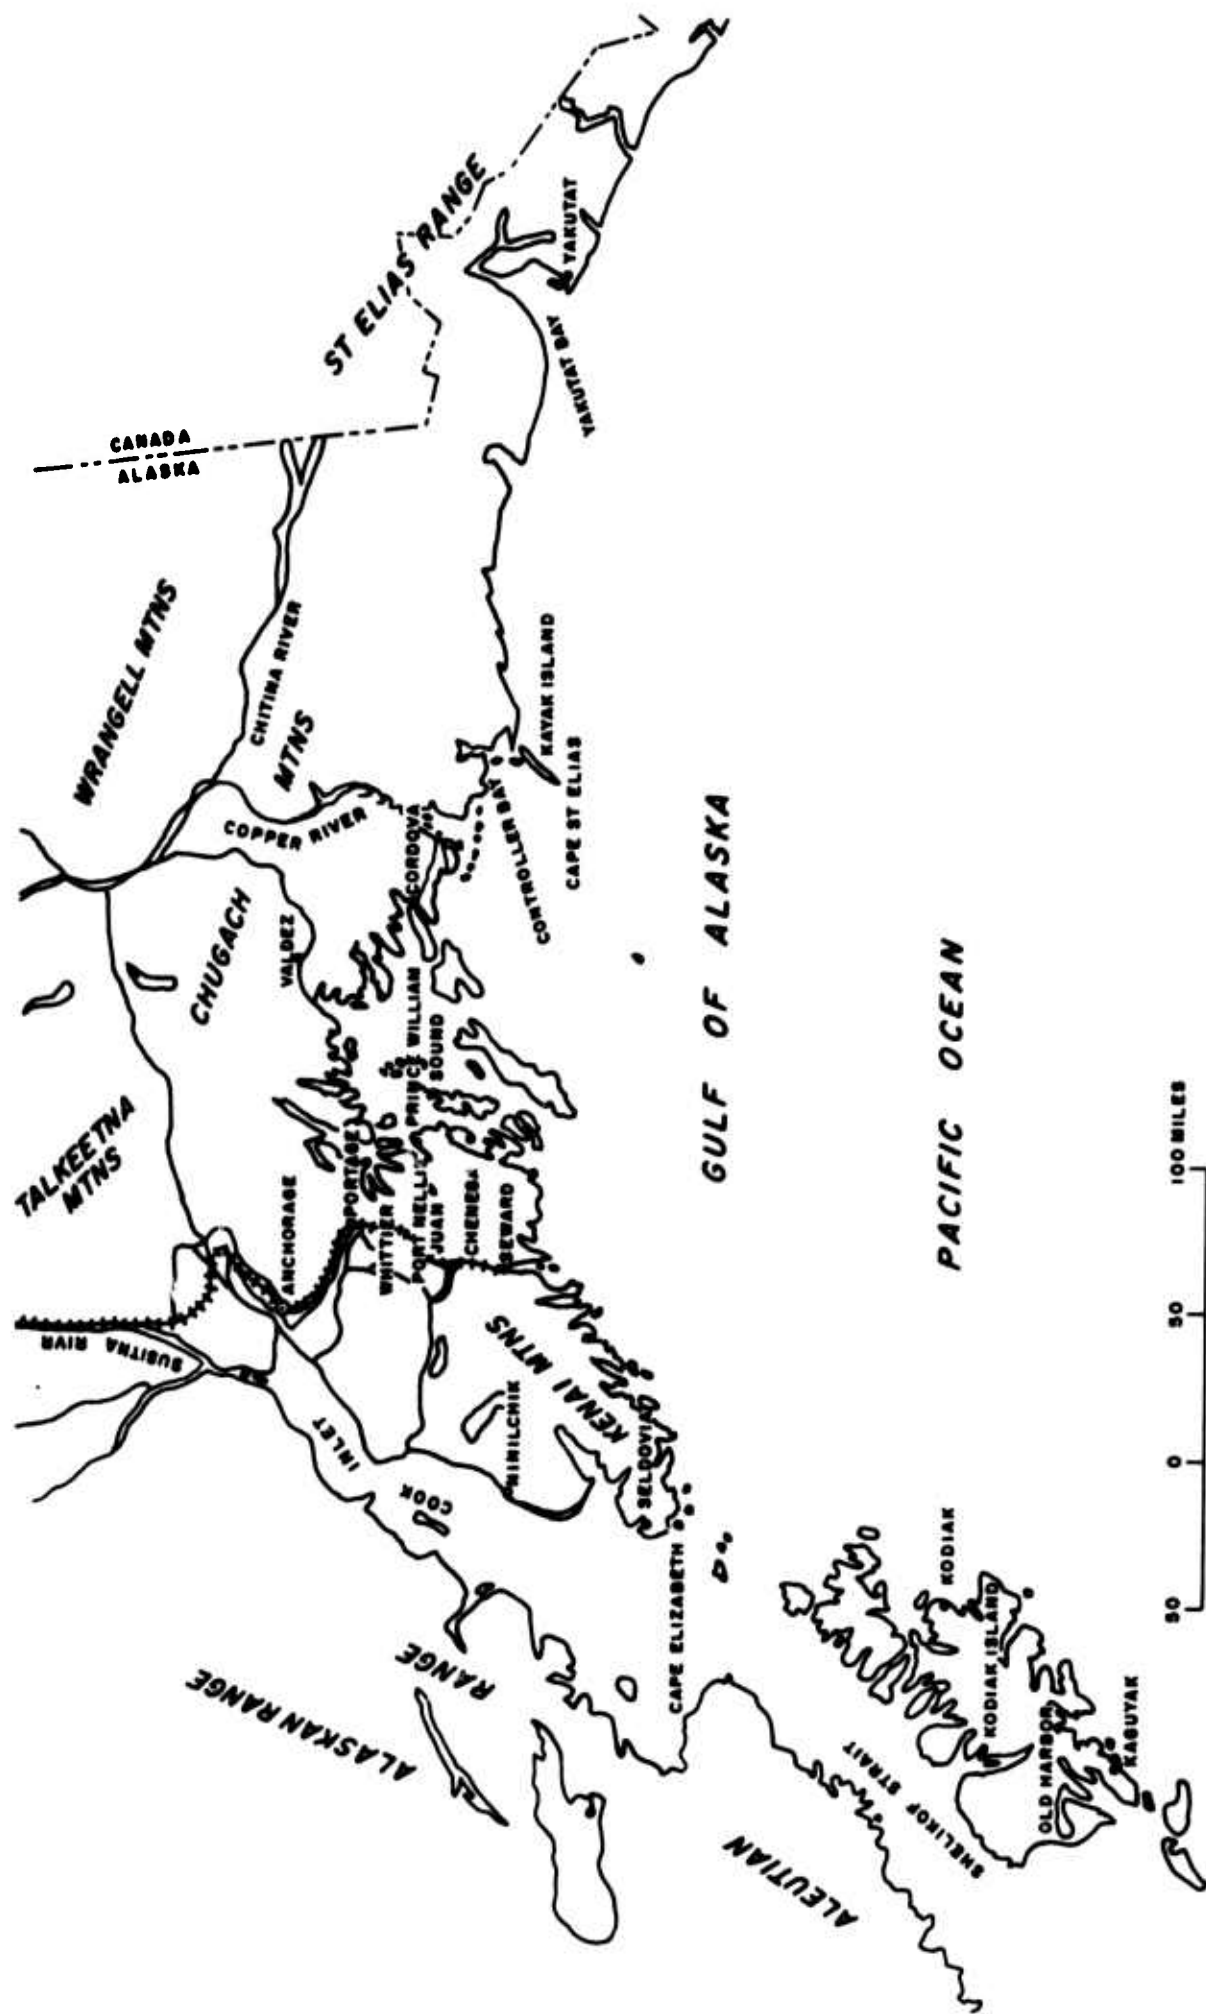 TALKEETNA
MTNS
WRANGELL MTNS
CANADA
ALASKA
ST ELIAS RANGE
SUSITNA
RIVR
CHUGACH
MTNS
CHITINA RIVER
COPPER RIVER
ANCHORAGE
VALDEZ
PORTAGE
WHITTIER
PORT NELLIE
JUAN
CHENEGA
SEWARD
PRINCE WILLIAM
SOUND
CORDOVA
CONTROLLER BAY
KAYAK ISLAND
CAPE ST ELIAS
YAKUTAT
YAKUTAT BAY
COOK
INLET
NINILCHIK
KENAI MTNS
SELDOVIA
CAPE ELIZABETH
ALASKAN RANGE
ALEUTIAN
RANGE
SHELIKOF STRAIT
KODIAK
KODIAK ISLAND
OLD HARBOR
KAGUYAK
GULF OF ALASKA
PACIFIC OCEAN
50
0
50
100 MILES